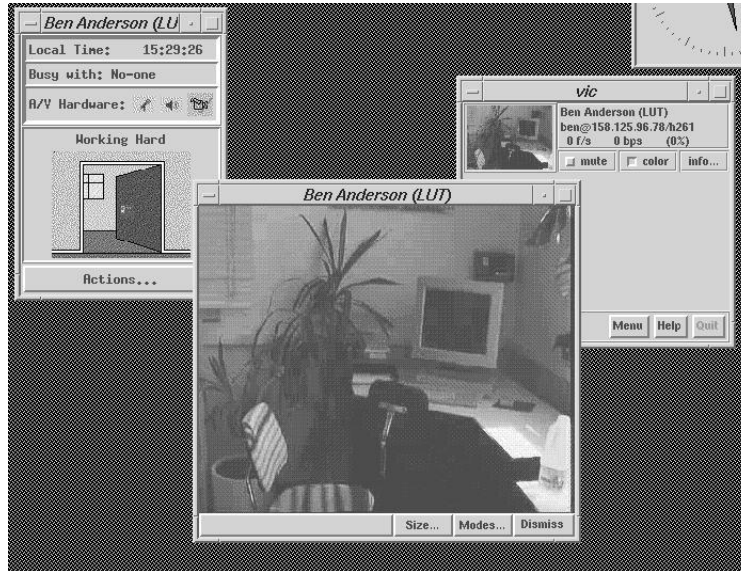 Ben Anderson (LU
Local Time: 15:29:26
Busy with: No-one
A/V Hardware:
Working Hard
Actions...
vic
Ben Anderson (LUT)
ben@158.125.96.78/h261
0 f/s 0 bps (0%)
mute color info...
Menu Help Quit
Ben Anderson (LUT)
Size... Modes... Dismiss